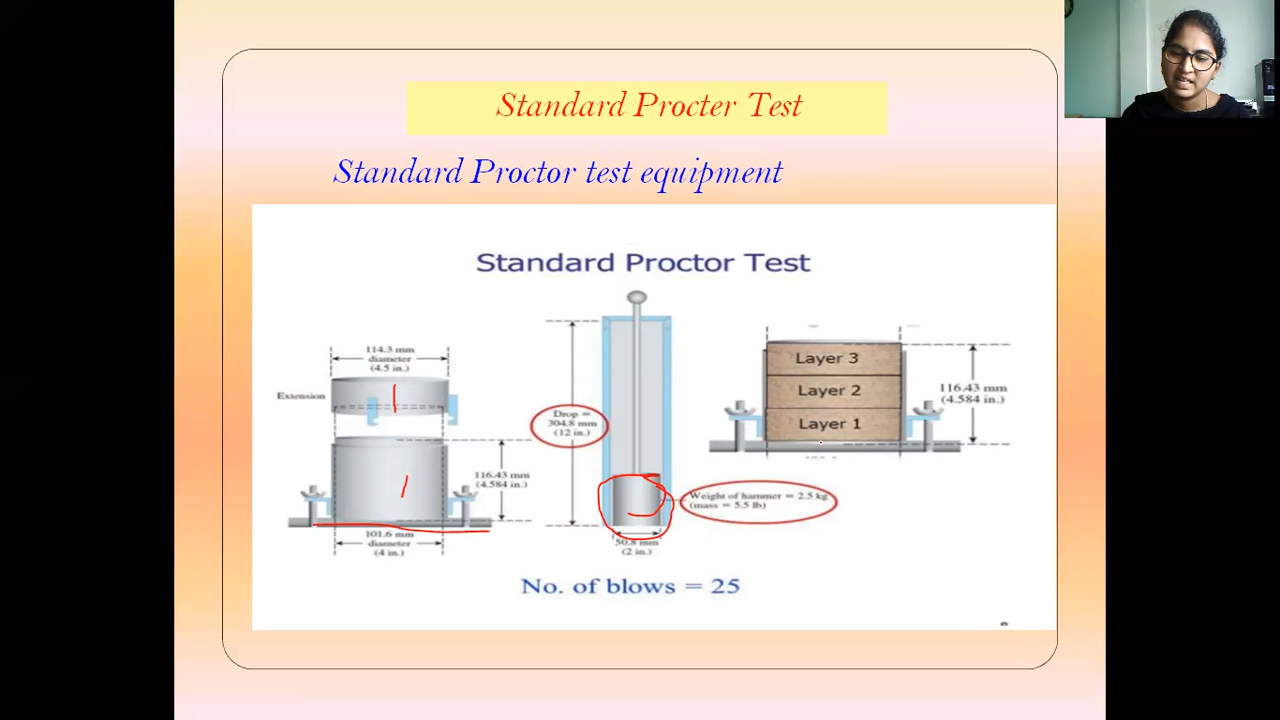 Standard Procter Test
Standard Proctor test equipment
Standard Proctor Test
114.3 mm
diameter
(4.5 in.)
Extension
116.43 mm
(4.584 in.)
101.6 mm
diameter
(4 in.)
Drop =
304.8 mm
(12 in.)
Weight of hammer = 2.5 kg
(mass = 5.5 lb)
50.8 mm
(2 in.)
Layer 3
Layer 2
Layer 1
116.43 mm
(4.584 in.)
No. of blows = 25